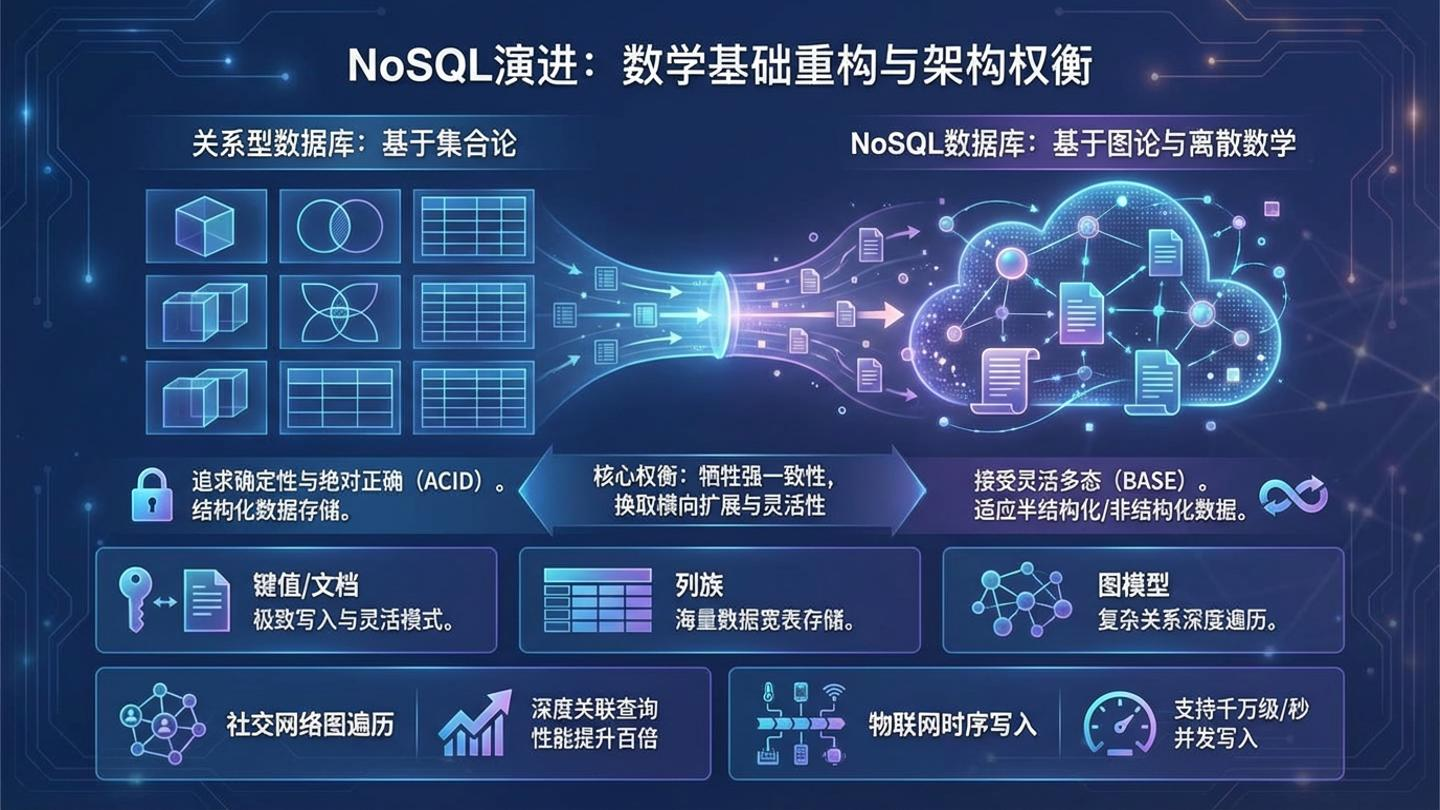 NoSQL演进：数学基础重构与架构权衡
关系型数据库：基于集合论
NoSQL数据库：基于图论与离散数学
追求确定性与绝对正确（ACID）。
结构化数据存储。
核心权衡：牺牲强一致性，
换取横向扩展与灵活性
接受灵活多态（BASE）。
适应半结构化/非结构化数据。
键值/文档
极致写入与灵活模式。
列族
海量数据宽表存储。
图模型
复杂关系深度遍历。
社交网络图遍历
深度关联查询
性能提升百倍
物联网时序写入
支持千万级/秒
并发写入